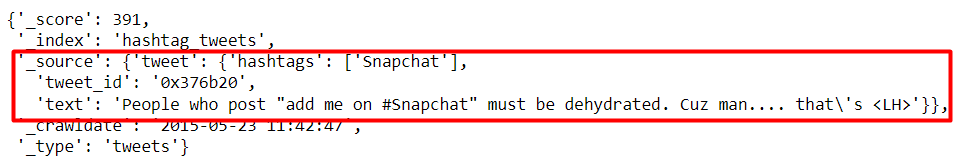 {'_score': 391,
'_index': 'hashtag_tweets',
'_source': {'tweet': {'hashtags': ['Snapchat'],
'tweet_id': '0x376b20',
'text': 'People who post "add me on #Snapchat" must be dehydrated. Cuz man.... that\'s <LH>'}},
'_crawldate': '2015-05-23 11:42:47',
'_type': 'tweets'}